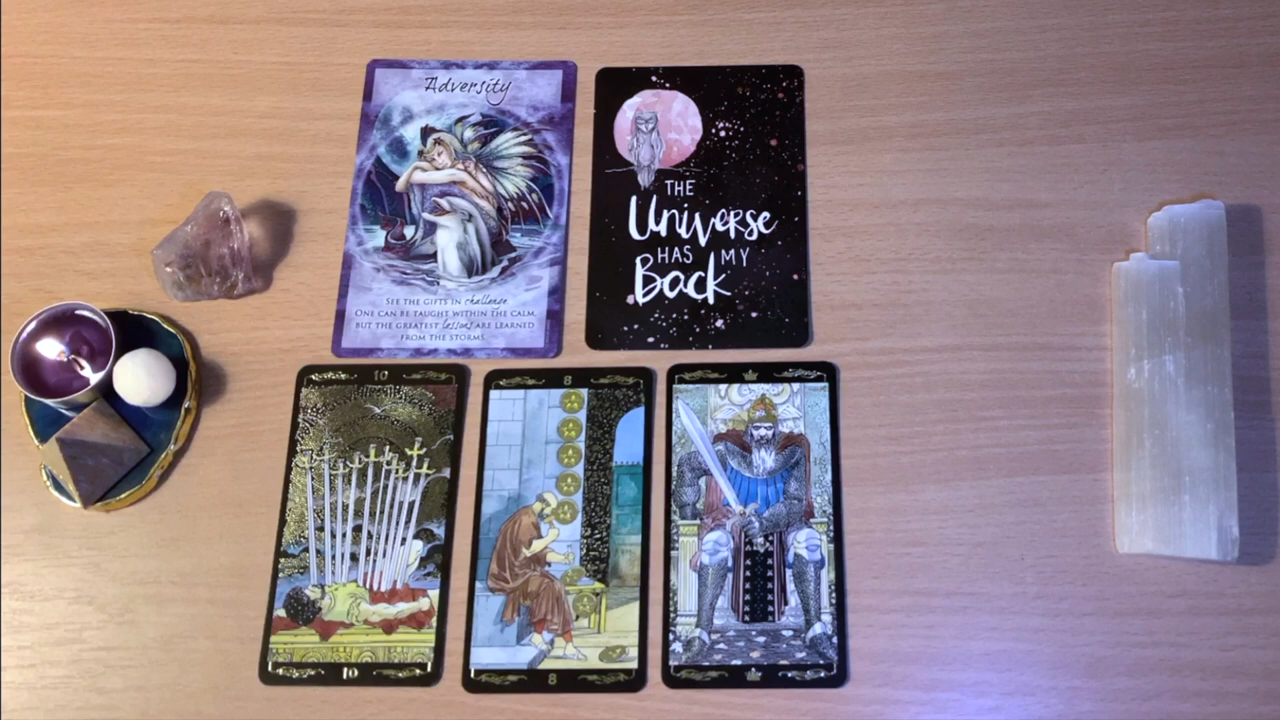 Adversity
SEE THE GIFTS IN challenge.
ONE CAN BE TAUGHT WITHIN THE CALM,
BUT THE GREATEST lessons ARE LEARNED
FROM THE STORMS.
THE
Universe
HAS MY
Back
10
8
10
8